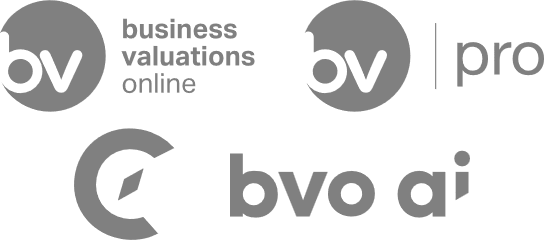 bv
business
valuations
online
bv
pro
bvo ai